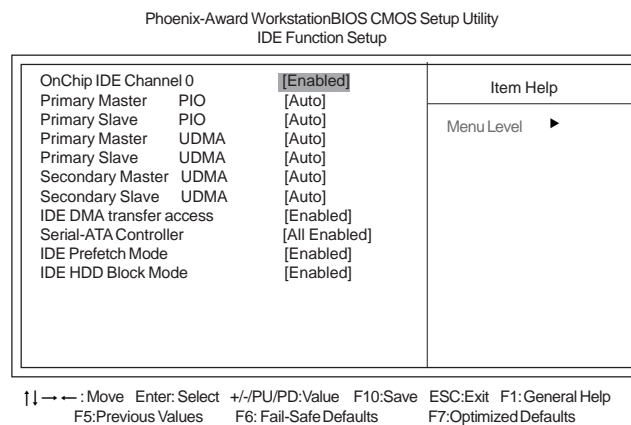 Phoenix-Award WorkstationBIOS CMOS Setup Utility
IDE Function Setup
OnChip IDE Channel 0 [Enabled]
Primary Master PIO [Auto]
Primary Slave PIO [Auto]
Primary Master UDMA [Auto]
Primary Slave UDMA [Auto]
Secondary Master UDMA [Auto]
Secondary Slave UDMA [Auto]
IDE DMA transfer access [Enabled]
Serial-ATA Controller [All Enabled]
IDE Prefetch Mode [Enabled]
IDE HDD Block Mode [Enabled]
Item Help
Menu Level ►
↑↓→←: Move Enter: Select +/-/PU/PD:Value F10:Save ESC:Exit F1: General Help
F5:Previous Values F6: Fail-Safe Defaults F7:Optimized Defaults